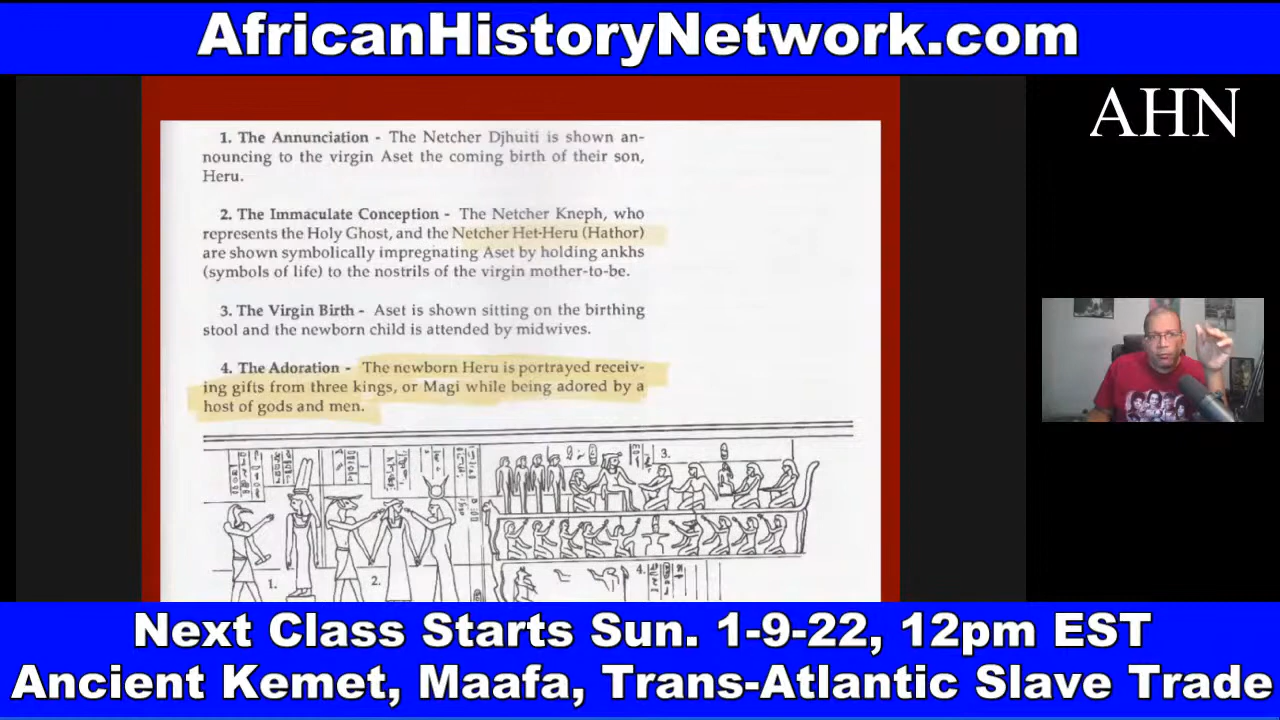 AfricanHistoryNetwork.com
AHN
1. The Annunciation - The Netcher Djhuiti is shown an-
nouncing to the virgin Aset the coming birth of their son,
Heru.
2. The Immaculate Conception - The Netcher Kneph, who
represents the Holy Ghost, and the Netcher Het-Heru (Hathor)
are shown symbolically impregnating Aset by holding ankhs
(symbols of life) to the nostrils of the virgin mother-to-be.
3. The Virgin Birth - Aset is shown sitting on the birthing
stool and the newborn child is attended by midwives.
4. The Adoration - The newborn Heru is portrayed receiv-
ing gifts from three kings, or Magi while being adored by a
host of gods and men.
3.
4.
1.
2.
Next Class Starts Sun. 1-9-22, 12pm EST
Ancient Kemet, Maafa, Trans-Atlantic Slave Trade